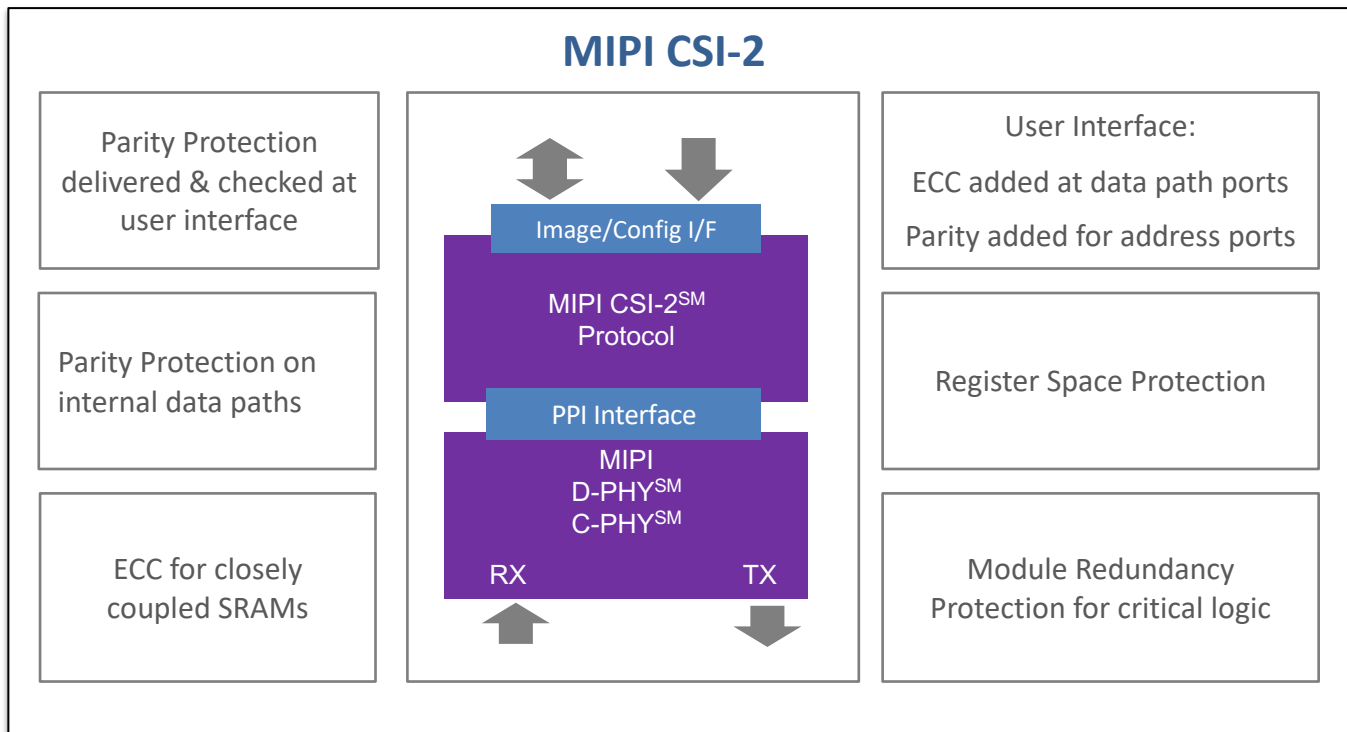 MIPI CSI-2
Parity Protection
delivered & checked at
user interface
Parity Protection on
internal data paths
ECC for closely
coupled SRAMs
Image/Config I/F
MIPI CSI-2SM
Protocol
PPI Interface
MIPI
D-PHYSM
C-PHYSM
RX TX
User Interface:
ECC added at data path ports
Parity added for address ports
Register Space Protection
Module Redundancy
Protection for critical logic